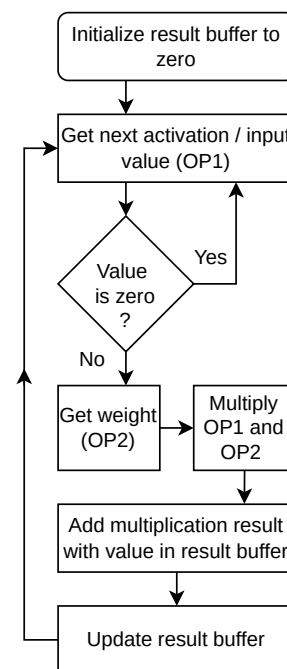 Initialize result buffer to
zero
Get next activation / input
value (OP1)
Value
is zero
?
Yes
No
Get weight
(OP2)
Multiply
OP1 and
OP2
Add multiplication result
with value in result buffer
Update result buffer